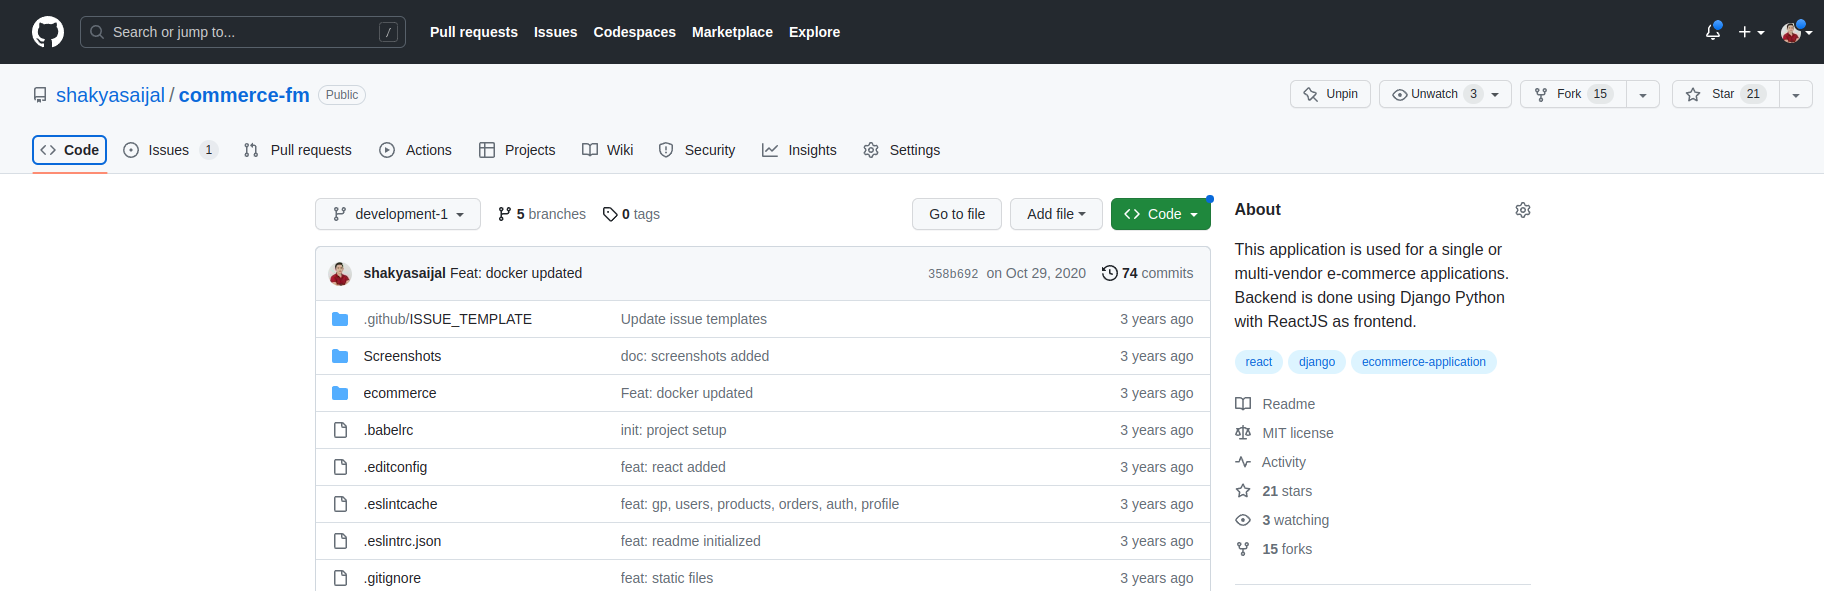 Search or jump to... / Pull requests Issues Codespaces Marketplace Explore
shakyasaijal / commerce-fm Public Unpin Unwatch 3 Fork 15 Star 21
Code Issues 1 Pull requests Actions Projects Wiki Security Insights Settings
development-1 5 branches 0 tags Go to file Add file Code
shakyasaijal Feat: docker updated 358b692 on Oct 29, 2020 74 commits
.github/ISSUE_TEMPLATE Update issue templates 3 years ago
Screenshots doc: screenshots added 3 years ago
ecommerce Feat: docker updated 3 years ago
.babelrc init: project setup 3 years ago
.editconfig feat: react added 3 years ago
.eslintcache feat: gp, users, products, orders, auth, profile 3 years ago
.eslintrc.json feat: readme initialized 3 years ago
.gitignore feat: static files 3 years ago
About
This application is used for a single or
multi-vendor e-commerce applications.
Backend is done using Django Python
with ReactJS as frontend.
react django ecommerce-application
Readme
MIT license
Activity
21 stars
3 watching
15 forks